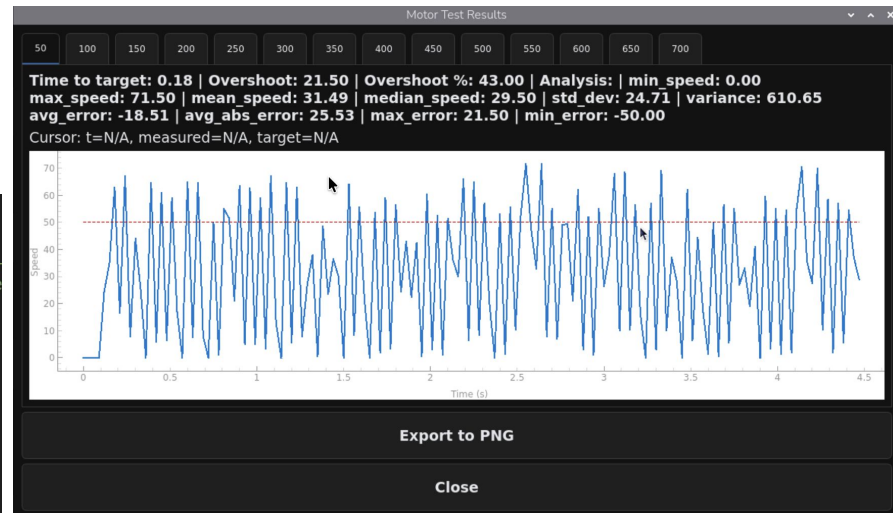 Motor Test Results
50 100 150 200 250 300 350 400 450 500 550 600 650 700
Time to target: 0.18 | Overshoot: 21.50 | Overshoot %: 43.00 | Analysis: | min_speed: 0.00
max_speed: 71.50 | mean_speed: 31.49 | median_speed: 29.50 | std_dev: 24.71 | variance: 610.65
avg_error: -18.51 | avg_abs_error: 25.53 | max_error: 21.50 | min_error: -50.00
Cursor: t=N/A, measured=N/A, target=N/A
70
60
50
40
30
20
10
0
Speed
0 0.5 1 1.5 2 2.5 3 3.5 4 4.5
Time (s)
Export to PNG
Close